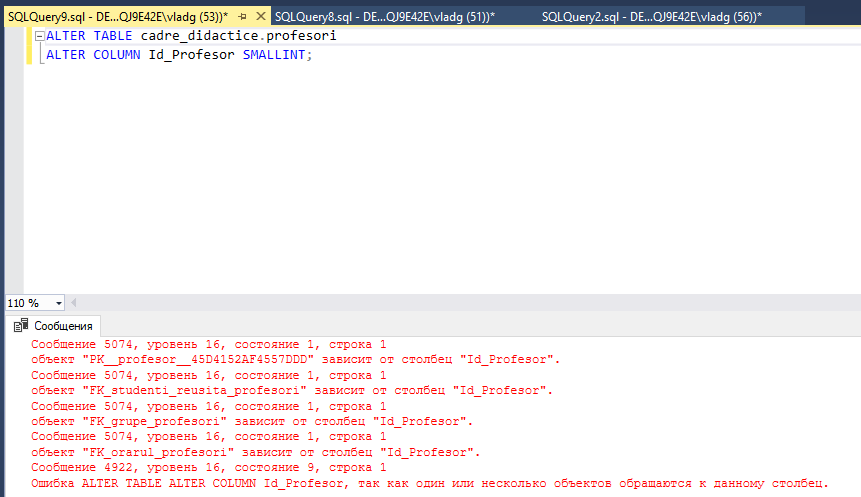 SQLQuery9.sql - DE...QJ9E42E\vladg (53))* SQLQuery8.sql - DE...QJ9E42E\vladg (51))* SQLQuery2.sql - DE...QJ9E42E\vladg (56))*
ALTER TABLE cadre_didactice.profesori
ALTER COLUMN Id_Profesor SMALLINT;
110 %
Сообщения
Сообщение 5074, уровень 16, состояние 1, строка 1
объект "PK__profesor__45D4152AF4557DDD" зависит от столбец "Id_Profesor".
Сообщение 5074, уровень 16, состояние 1, строка 1
объект "FK_studenti_reusita_profesori" зависит от столбец "Id_Profesor".
Сообщение 5074, уровень 16, состояние 1, строка 1
объект "FK_grupe_profesori" зависит от столбец "Id_Profesor".
Сообщение 5074, уровень 16, состояние 1, строка 1
объект "FK_orarul_profesori" зависит от столбец "Id_Profesor".
Сообщение 4922, уровень 16, состояние 9, строка 1
Ошибка ALTER TABLE ALTER COLUMN Id_Profesor, так как один или несколько объектов обращаются к данному столбец.